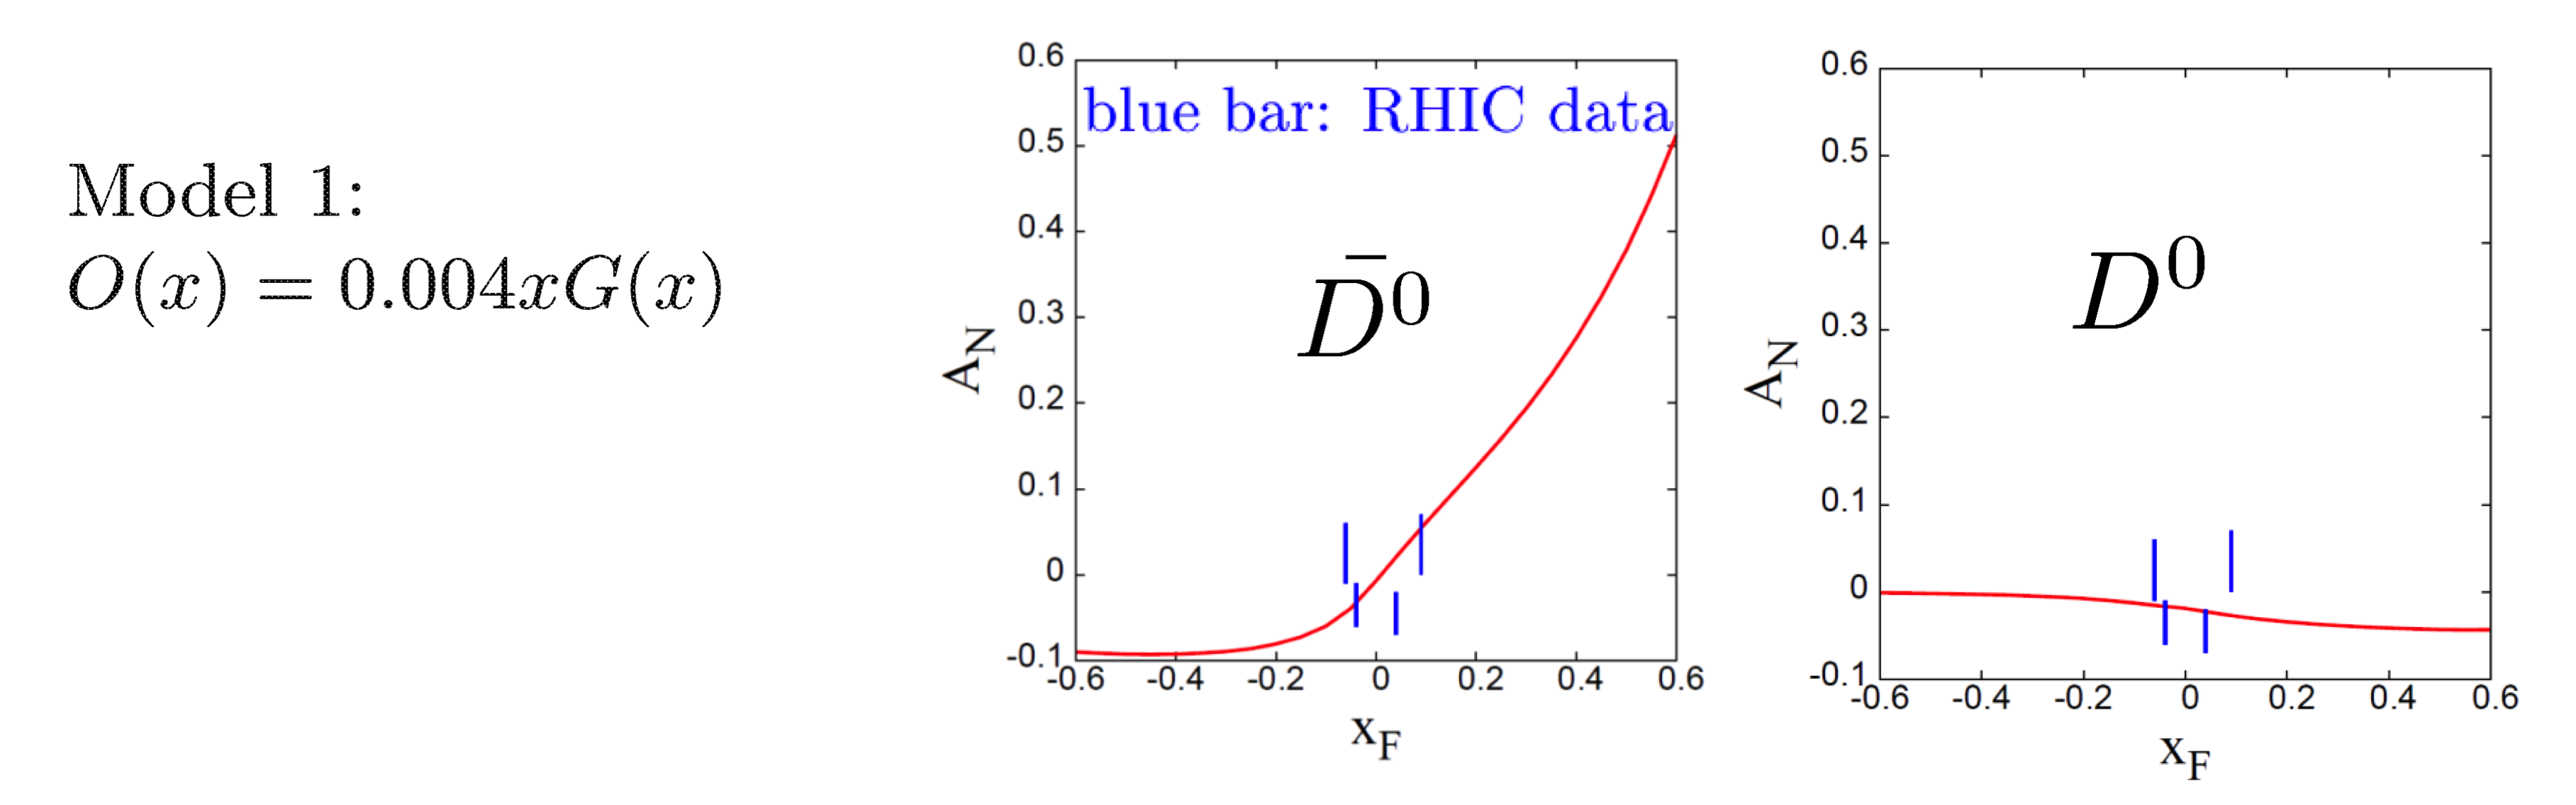 Model 1:
O(x) = 0.004xG(x)
0.6
0.5
0.4
0.3
0.2
0.1
0
-0.1
-0.6 -0.4 -0.2 0 0.2 0.4 0.6
A_N
x_F
blue bar: RHIC data
D̄⁰
0.6
0.5
0.4
0.3
0.2
0.1
0
-0.1
-0.6 -0.4 -0.2 0 0.2 0.4 0.6
A_N
x_F
D⁰